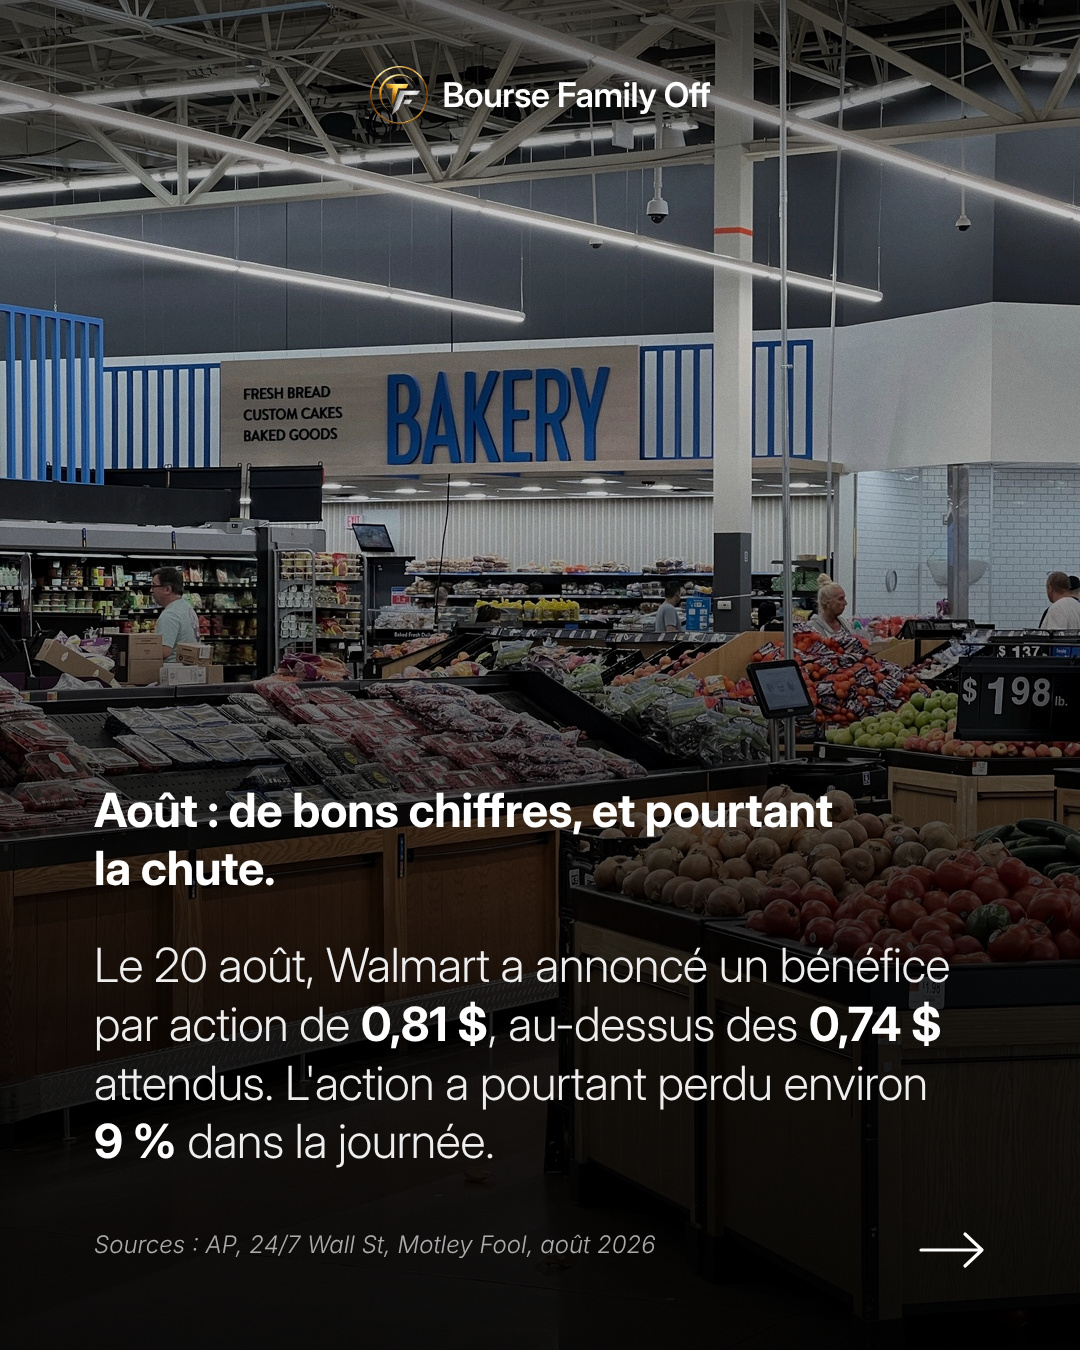 Bourse Family Off
FRESH BREAD
CUSTOM CAKES
BAKED GOODS
BAKERY
$ 137
$ 198 lb.
Août : de bons chiffres, et pourtant
la chute.
Le 20 août, Walmart a annoncé un bénéfice
par action de 0,81 $, au-dessus des 0,74 $
attendus. L'action a pourtant perdu environ
9 % dans la journée.
Sources : AP, 24/7 Wall St, Motley Fool, août 2026